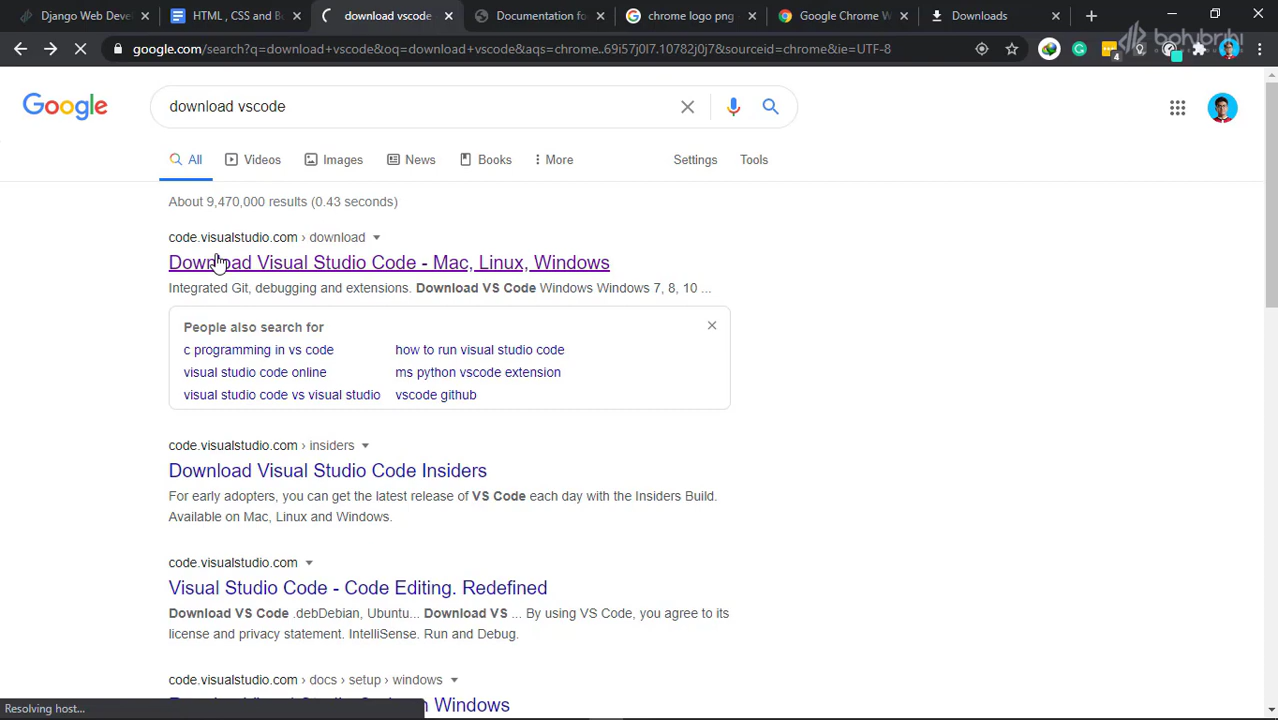 Django Web Devel
HTML , CSS and Bo
download vscode
Documentation fo
chrome logo png
Google Chrome W
Downloads
google.com/search?q=download+vscode&oq=download+vscode&aqs=chrome..69i57j0l7.10782j0j7&sourceid=chrome&ie=UTF-8
4
bohubrihi
Google
download vscode
All
Videos
Images
News
Books
More
Settings
Tools
About 9,470,000 results (0.43 seconds)
code.visualstudio.com › download
Download Visual Studio Code - Mac, Linux, Windows
Integrated Git, debugging and extensions. Download VS Code Windows Windows 7, 8, 10 ...
People also search for
c programming in vs code
how to run visual studio code
visual studio code online
ms python vscode extension
visual studio code vs visual studio
vscode github
code.visualstudio.com › insiders
Download Visual Studio Code Insiders
For early adopters, you can get the latest release of VS Code each day with the Insiders Build.
Available on Mac, Linux and Windows.
code.visualstudio.com
Visual Studio Code - Code Editing. Redefined
Download VS Code .debDebian, Ubuntu... Download VS ... By using VS Code, you agree to its
license and privacy statement. IntelliSense. Run and Debug.
code.visualstudio.com › docs › setup › windows
Windows
Resolving host...